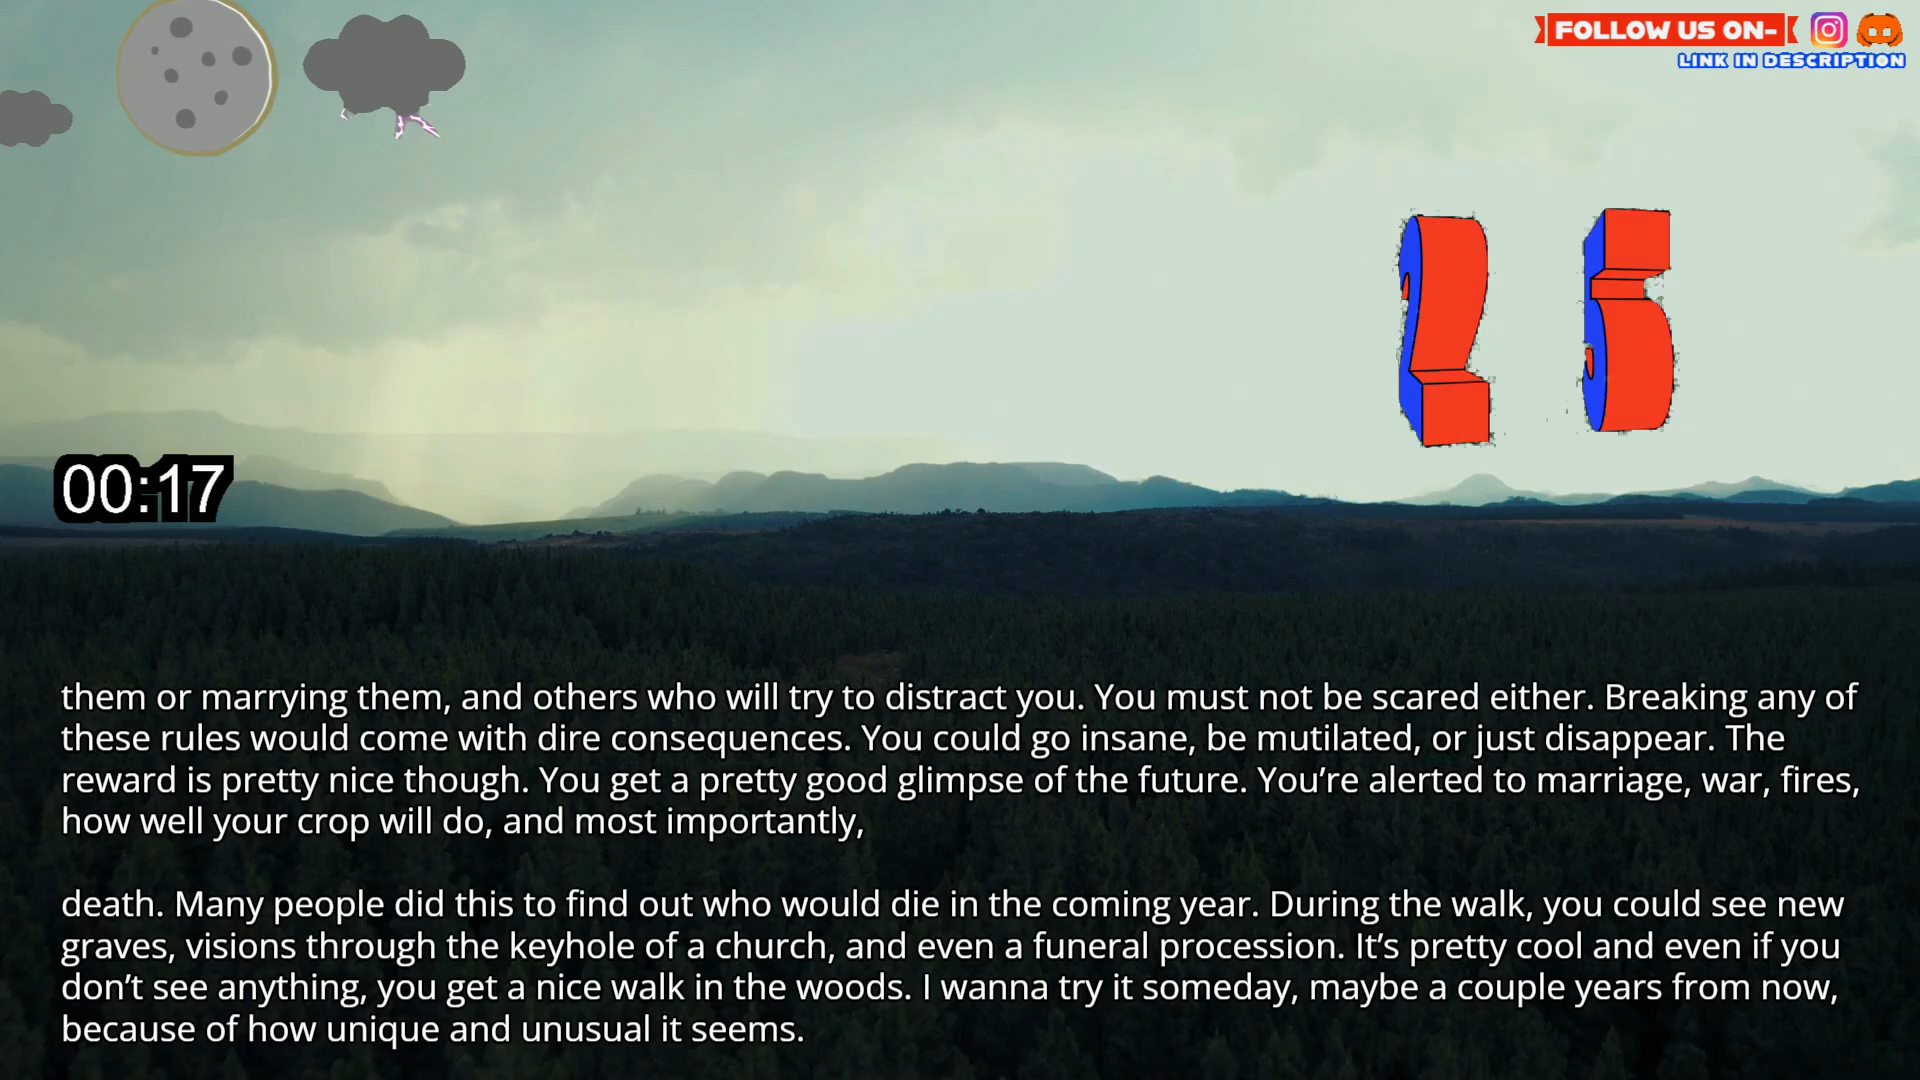 FOLLOW US ON-
LINK IN DESCRIPTION
25
00:17
them or marrying them, and others who will try to distract you. You must not be scared either. Breaking any of
these rules would come with dire consequences. You could go insane, be mutilated, or just disappear. The
reward is pretty nice though. You get a pretty good glimpse of the future. You’re alerted to marriage, war, fires,
how well your crop will do, and most importantly,
death. Many people did this to find out who would die in the coming year. During the walk, you could see new
graves, visions through the keyhole of a church, and even a funeral procession. It’s pretty cool and even if you
don’t see anything, you get a nice walk in the woods. I wanna try it someday, maybe a couple years from now,
because of how unique and unusual it seems.